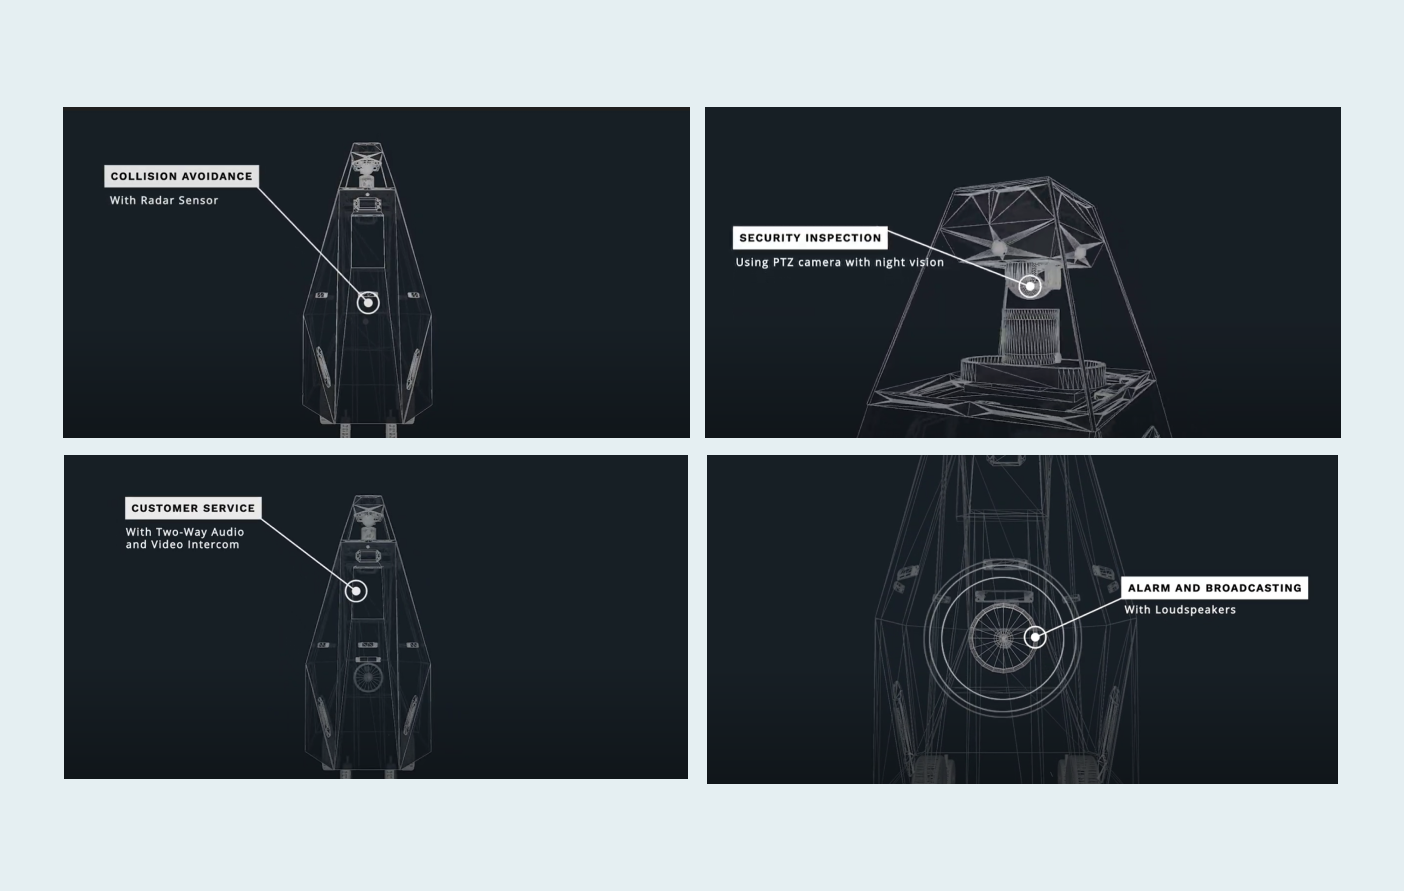 COLLISION AVOIDANCE
With Radar Sensor
SECURITY INSPECTION
Using PTZ camera with night vision
CUSTOMER SERVICE
With Two-Way Audio
and Video Intercom
ALARM AND BROADCASTING
With Loudspeakers